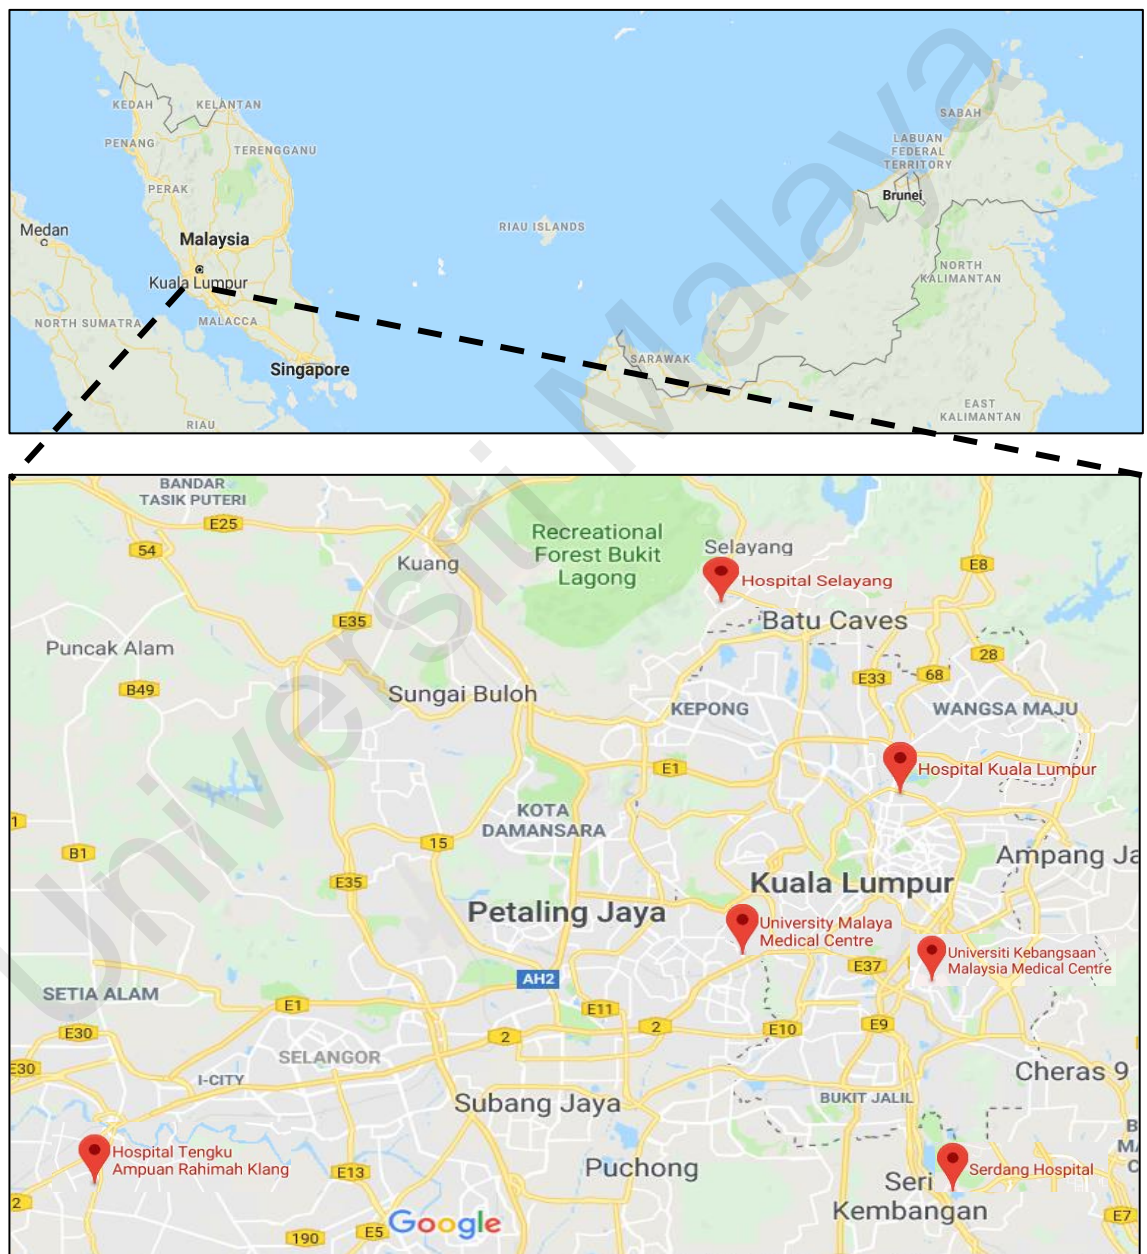 KEDAH
KELANTAN
PENANG
TERENGGANU
PERAK
Medan
Malaysia
Kuala Lumpur
NORTH SUMATRA
MALACCA
Singapore
RIAU
RIAU ISLANDS
SABAH
LABUAN
FEDERAL
TERRITORY
Brunei
NORTH
KALIMANTAN
SARAWAK
EAST
KALIMANTAN
BANDAR
TASIK PUTERI
E25
54
Kuang
Recreational
Forest Bukit
Lagong
Selayang
Hospital Selayang
E8
E35
Batu Caves
Puncak Alam
28
B49
Sungai Buloh
E33
68
KEPONG
WANGSA MAJU
E1
Hospital Kuala Lumpur
KOTA
DAMANSARA
1
15
B1
Ampang Ja
E35
Kuala Lumpur
Petaling Jaya
University Malaya
Medical Centre
Universiti Kebangsaan
Malaysia Medical Centre
E37
AH2
SETIA ALAM
E1
E11
E30
2
2
E10
E9
SELANGOR
E30
I-CITY
Cheras 9
Subang Jaya
BUKIT JALIL
Hospital Tengku
Ampuan Rahimah Klang
E13
Puchong
Serdang Hospital
Seri
Kembangan
2
Google
190
E5
E7
Universiti Malaya